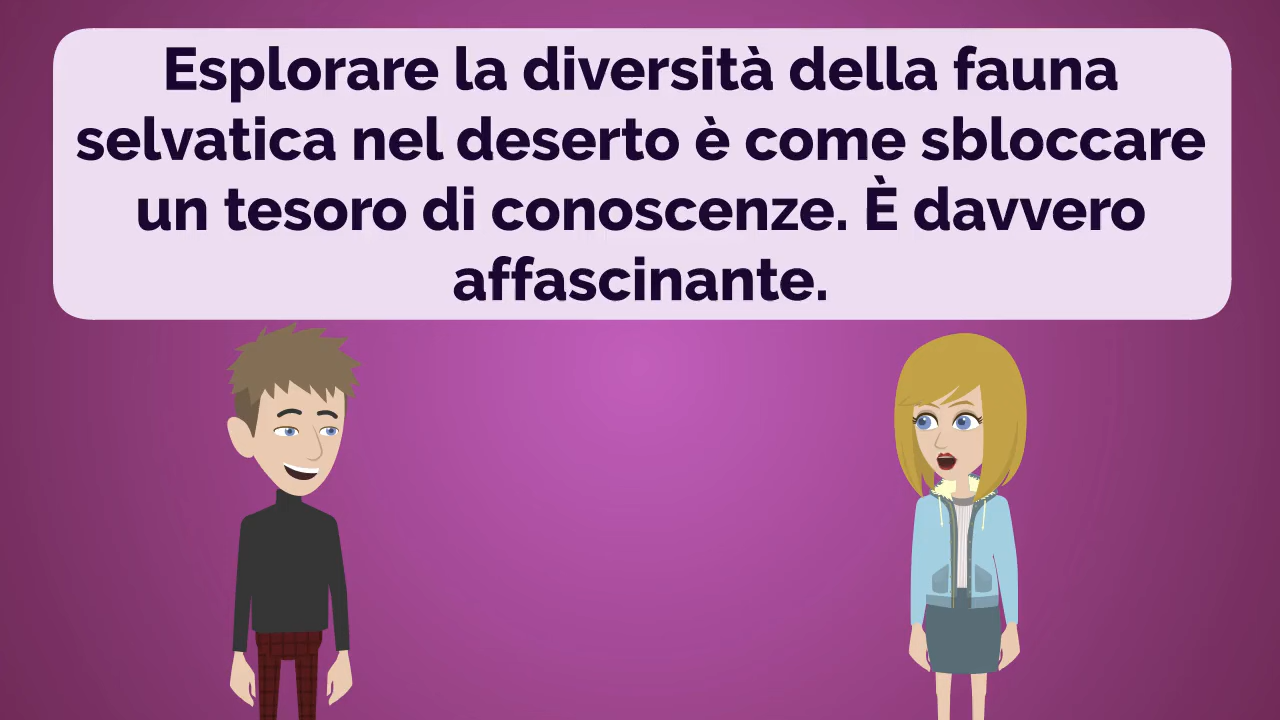 Esplorare la diversità della fauna
selvatica nel deserto è come sbloccare
un tesoro di conoscenze. È davvero
affascinante.